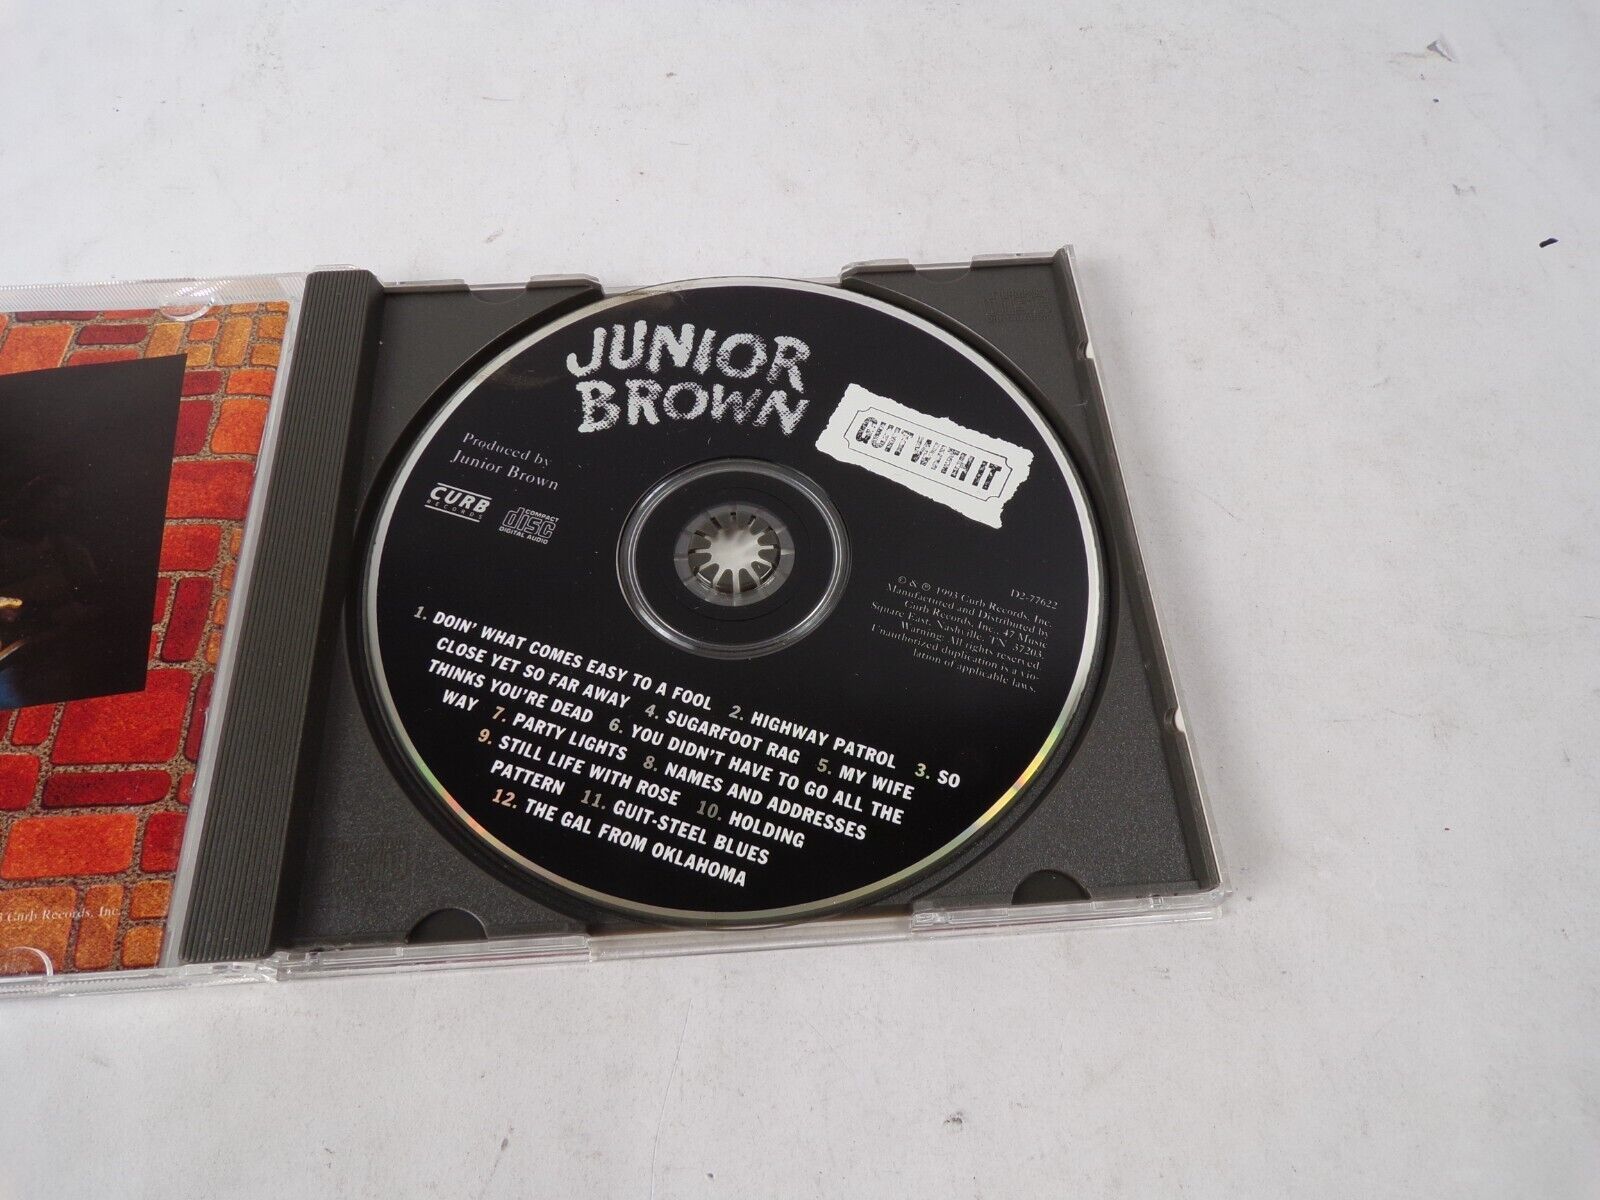 JUNIOR
BROWN
GUIT WITH IT
Produced by
Junior Brown
CURB
RECORDS
COMPACT
disc
DIGITAL AUDIO
D2-77622
© & ℗ 1993 Curb Records, Inc.
Manufactured and Distributed by
Curb Records, Inc., 47 Music
Square East, Nashville, TN 37203.
Warning: All rights reserved.
Unauthorized duplication is a vio-
lation of applicable laws.
1. DOIN' WHAT COMES EASY TO A FOOL 2. HIGHWAY PATROL 3. SO
CLOSE YET SO FAR AWAY 4. SUGARFOOT RAG 5. MY WIFE
THINKS YOU'RE DEAD 6. YOU DIDN'T HAVE TO GO ALL THE
WAY 7. PARTY LIGHTS 8. NAMES AND ADDRESSES
9. STILL LIFE WITH ROSE 10. HOLDING
PATTERN 11. GUIT-STEEL BLUES
12. THE GAL FROM OKLAHOMA
3 Curb Records, Inc.